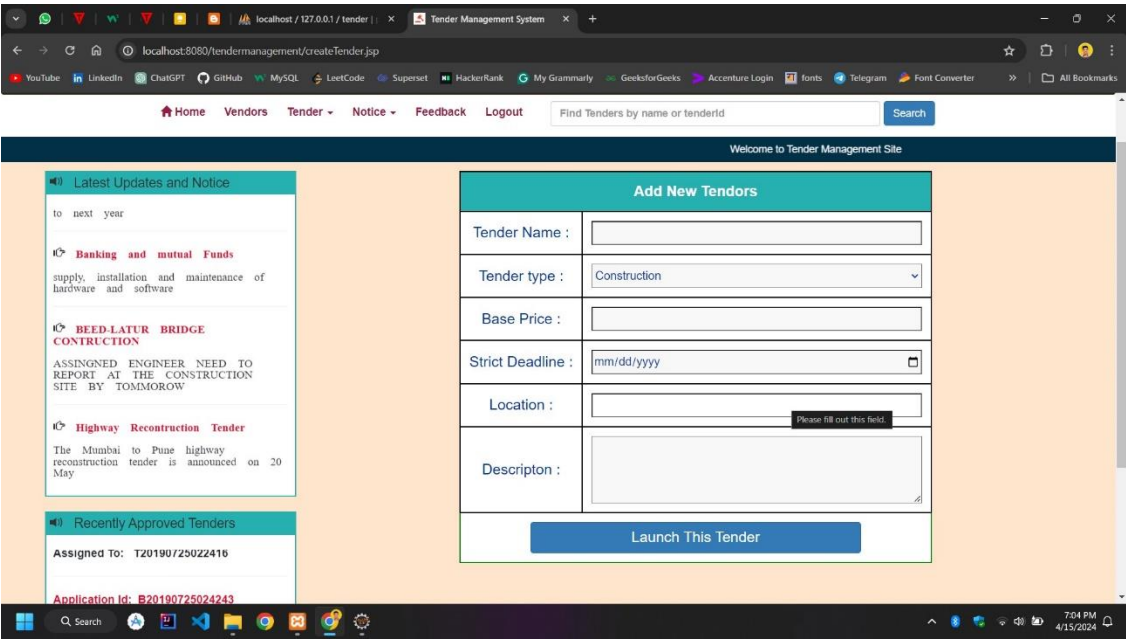 localhost / 127.0.0.1 / tender |
Tender Management System
localhost:8080/tendermanagement/createTender.jsp
YouTube LinkedIn ChatGPT GitHub MySQL LeetCode Superset HackerRank My Grammarly GeeksforGeeks Accenture Login fonts Telegram Font Converter » All Bookmarks
Home Vendors Tender Notice Feedback Logout Find Tenders by name or tenderId Search
Welcome to Tender Management Site
Latest Updates and Notice
to next year
Banking and mutual Funds
supply, installation and maintenance of
hardware and software
BEED-LATUR BRIDGE
CONTRUCTION
ASSINGNED ENGINEER NEED TO
REPORT AT THE CONSTRUCTION
SITE BY TOMMOROW
Highway Recontruction Tender
The Mumbai to Pune highway
reconstruction tender is announced on 20
May
Recently Approved Tenders
Assigned To: T20190725022416
Application Id: B20190725024243
Add New Tendors
Tender Name :
Tender type : Construction
Base Price :
Strict Deadline : mm/dd/yyyy
Location :
Please fill out this field.
Descripton :
Launch This Tender
Search
7:04 PM
4/15/2024